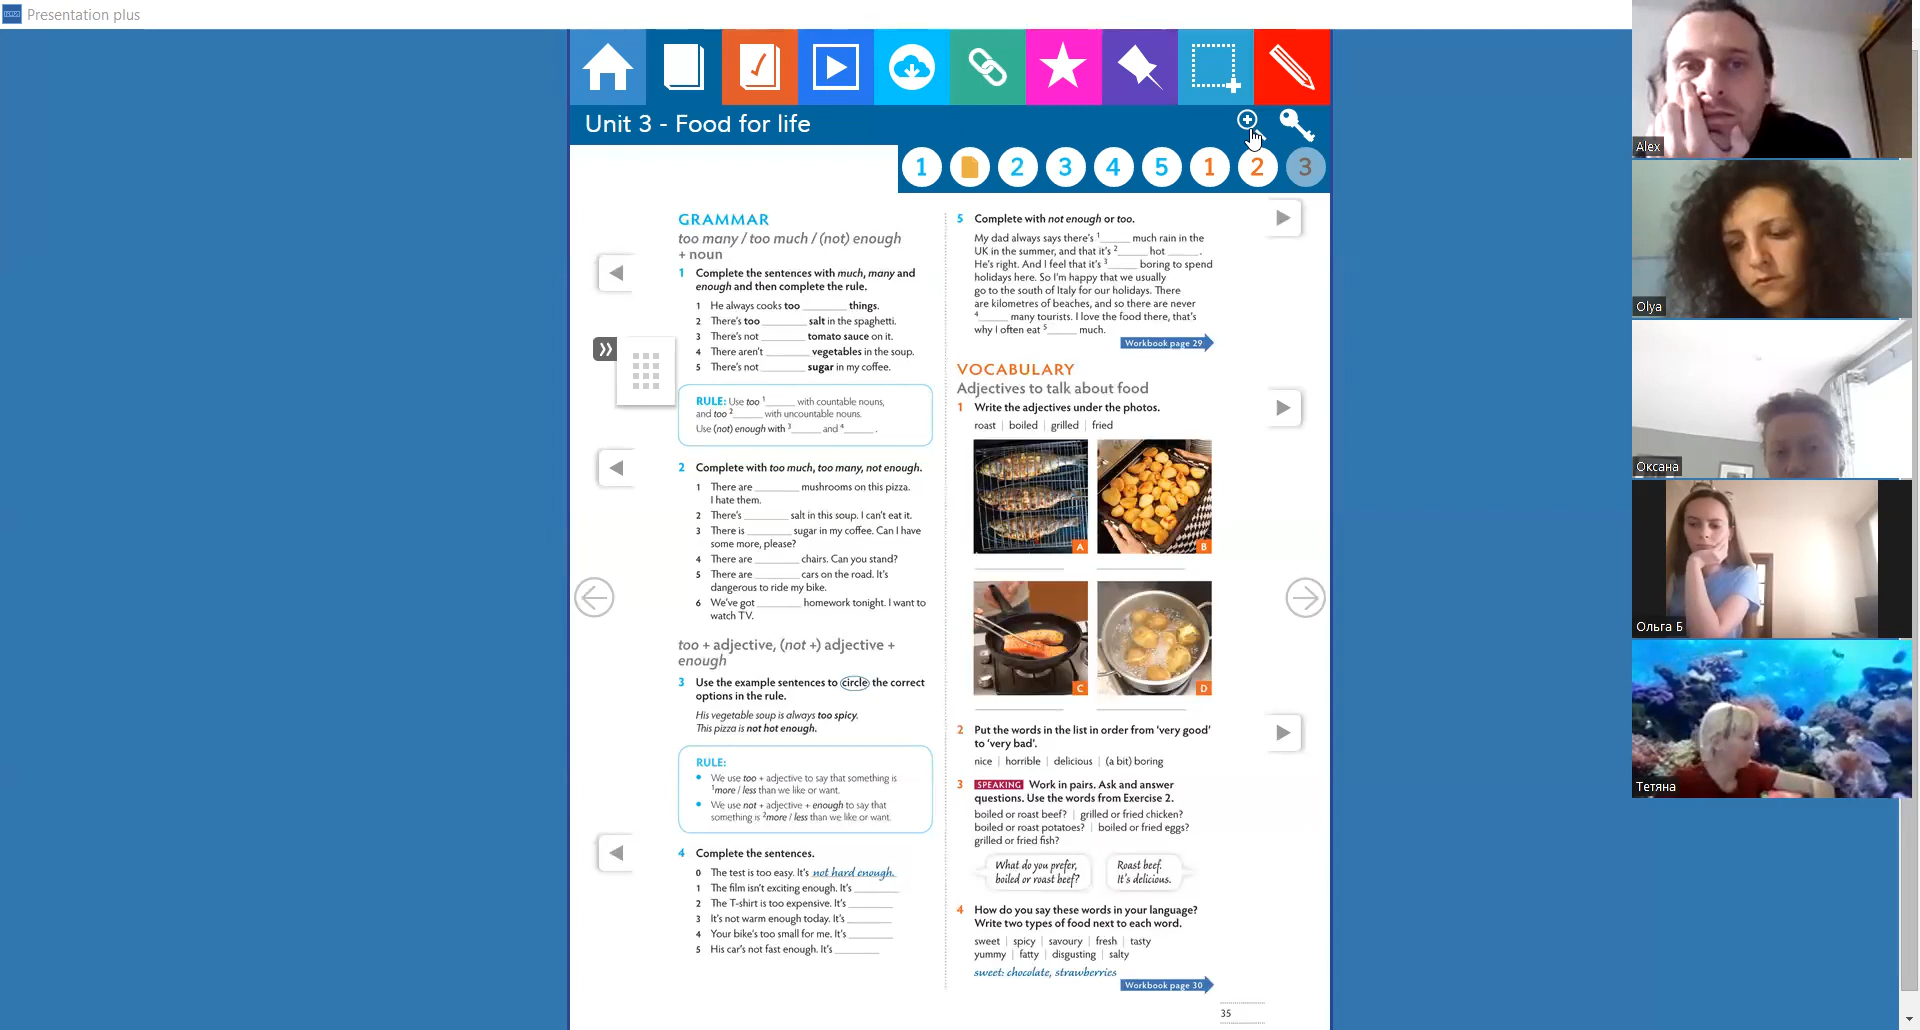 Presentation plus
Unit 3 - Food for life
1 2 3 4 5 1 2 3
GRAMMAR
too many / too much / (not) enough
+ noun
1 Complete the sentences with much, many and
enough and then complete the rule.
1 He always cooks too ________ things.
2 There's too ________ salt in the spaghetti.
3 There's not ________ tomato sauce on it.
4 There aren't ________ vegetables in the soup.
5 There's not ________ sugar in my coffee.
RULE: Use too 1______ with countable nouns,
and too 2______ with uncountable nouns.
Use (not) enough with 3______ and 4______ .
2 Complete with too much, too many, not enough.
1 There are ________ mushrooms on this pizza.
I hate them.
2 There's ________ salt in this soup. I can't eat it.
3 There is ________ sugar in my coffee. Can I have
some more, please?
4 There are ________ chairs. Can you stand?
5 There are ________ cars on the road. It's
dangerous to ride my bike.
6 We've got ________ homework tonight. I want to
watch TV.
too + adjective, (not +) adjective +
enough
3 Use the example sentences to circle the correct
options in the rule.
His vegetable soup is always too spicy.
This pizza is not hot enough.
RULE:
• We use too + adjective to say that something is
1more / less than we like or want.
• We use not + adjective + enough to say that
something is 2more / less than we like or want.
4 Complete the sentences.
0 The test is too easy. It's not hard enough.
1 The film isn't exciting enough. It's ________
2 The T-shirt is too expensive. It's ________
3 It's not warm enough today. It's ________
4 Your bike's too small for me. It's ________
5 His car's not fast enough. It's ________
5 Complete with not enough or too.
My dad always says there's 1______ much rain in the
UK in the summer, and that it's 2______ hot ______.
He's right. And I feel that it's 3______ boring to spend
holidays here. So I'm happy that we usually
go to the south of Italy for our holidays. There
are kilometres of beaches, and so there are never
4______ many tourists. I love the food there, that's
why I often eat 5______ much.
Workbook page 29
VOCABULARY
Adjectives to talk about food
1 Write the adjectives under the photos.
roast | boiled | grilled | fried
A
B
C
D
2 Put the words in the list in order from 'very good'
to 'very bad'.
nice | horrible | delicious | (a bit) boring
3 SPEAKING Work in pairs. Ask and answer
questions. Use the words from Exercise 2.
boiled or roast beef? | grilled or fried chicken?
boiled or roast potatoes? | boiled or fried eggs?
grilled or fried fish?
What do you prefer,
boiled or roast beef?
Roast beef.
It's delicious.
4 How do you say these words in your language?
Write two types of food next to each word.
sweet | spicy | savoury | fresh | tasty
yummy | fatty | disgusting | salty
sweet: chocolate, strawberries
Workbook page 30
35
Alex
Olya
Оксана
Ольга Б
Тетяна